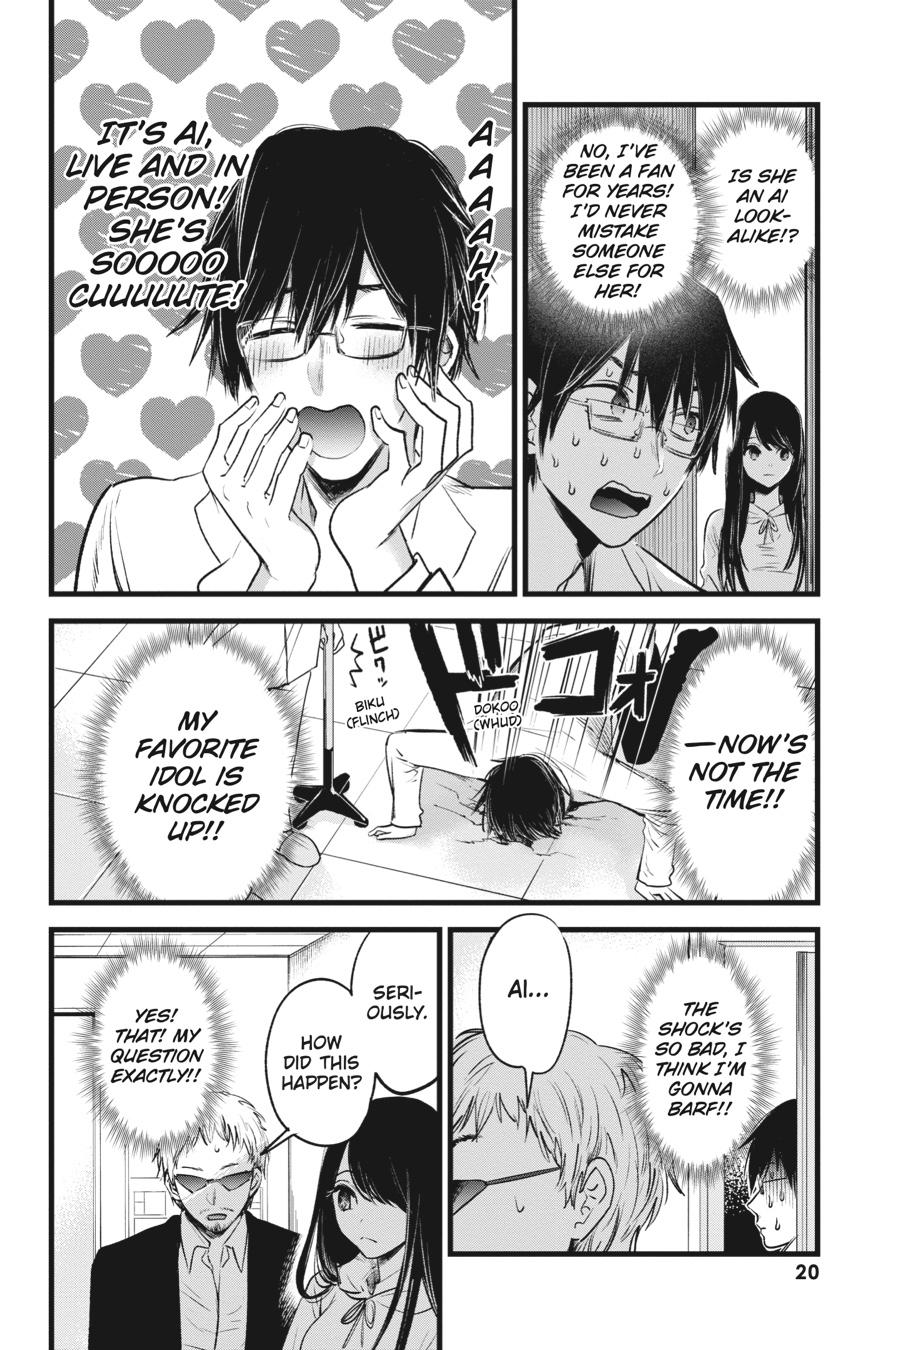 IS SHE
AN AI
LOOK-
ALIKE!?
NO, I'VE
BEEN A FAN
FOR YEARS!
I'D NEVER
MISTAKE
SOMEONE
ELSE FOR
HER!
AAAAH!
IT'S AI,
LIVE AND IN
PERSON!
SHE'S
SOOOOO
CUUUUUTE!
—NOW'S
NOT THE
TIME!!
ドコォ
DOKOO
(WHUD)
ビクッ
BIKU
(FLINCH)
MY
FAVORITE
IDOL IS
KNOCKED
UP!!
THE
SHOCK'S
SO BAD, I
THINK I'M
GONNA
BARF!!
AI...
SERI-
OUSLY.
HOW
DID THIS
HAPPEN?
YES!
THAT! MY
QUESTION
EXACTLY!!
20